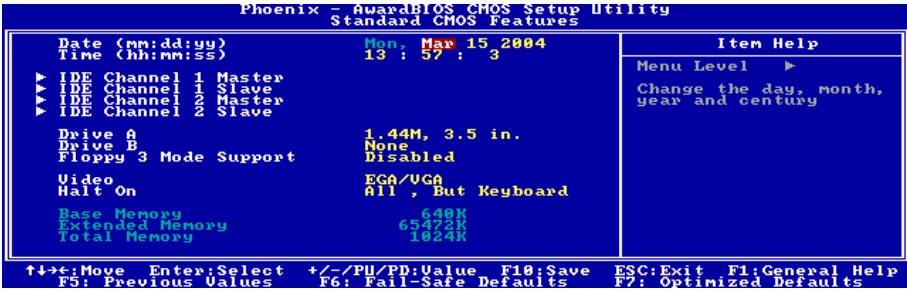 Phoenix - AwardBIOS CMOS Setup Utility
Standard CMOS Features
Date (mm:dd:yy) Mon, Mar 15 2004
Time (hh:mm:ss) 13 : 57 : 3
► IDE Channel 1 Master
► IDE Channel 1 Slave
► IDE Channel 2 Master
► IDE Channel 2 Slave
Drive A 1.44M, 3.5 in.
Drive B None
Floppy 3 Mode Support Disabled
Video EGA/VGA
Halt On All , But Keyboard
Base Memory 640K
Extended Memory 65472K
Total Memory 1024K
Item Help
Menu Level ►
Change the day, month,
year and century
↑↓→←:Move Enter:Select +/-/PU/PD:Value F10:Save ESC:Exit F1:General Help
F5: Previous Values F6: Fail-Safe Defaults F7: Optimized Defaults